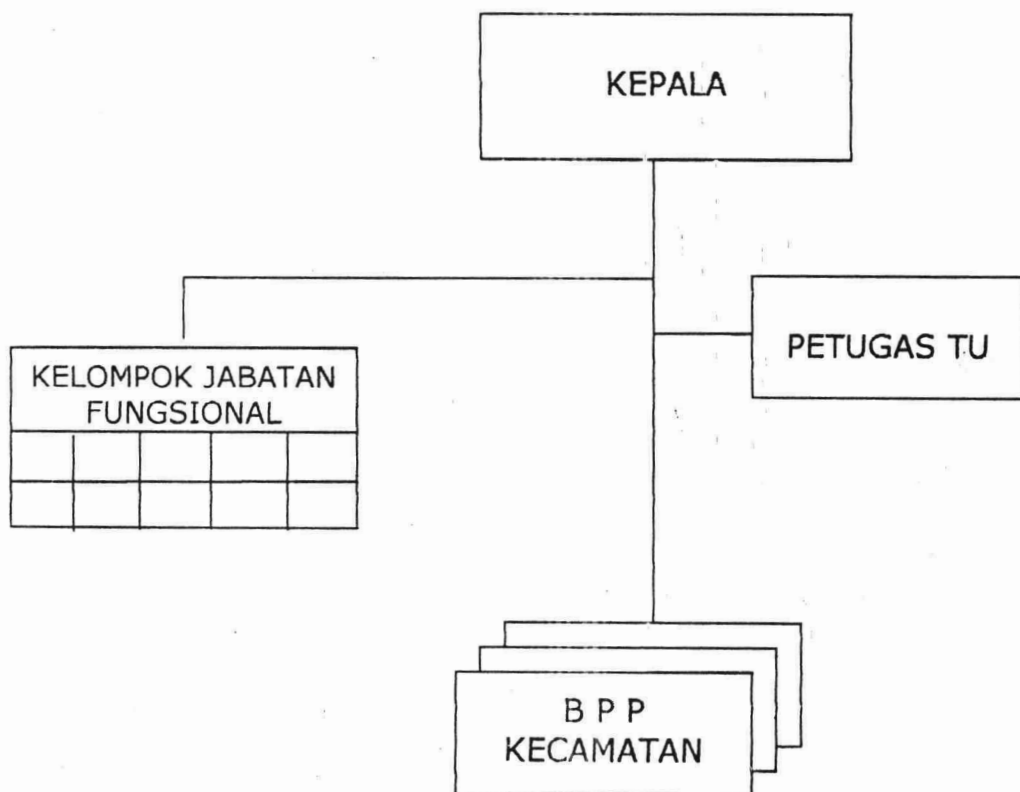 KEPALA
KELOMPOK JABATAN
FUNGSIONAL
PETUGAS TU
B P P
KECAMATAN